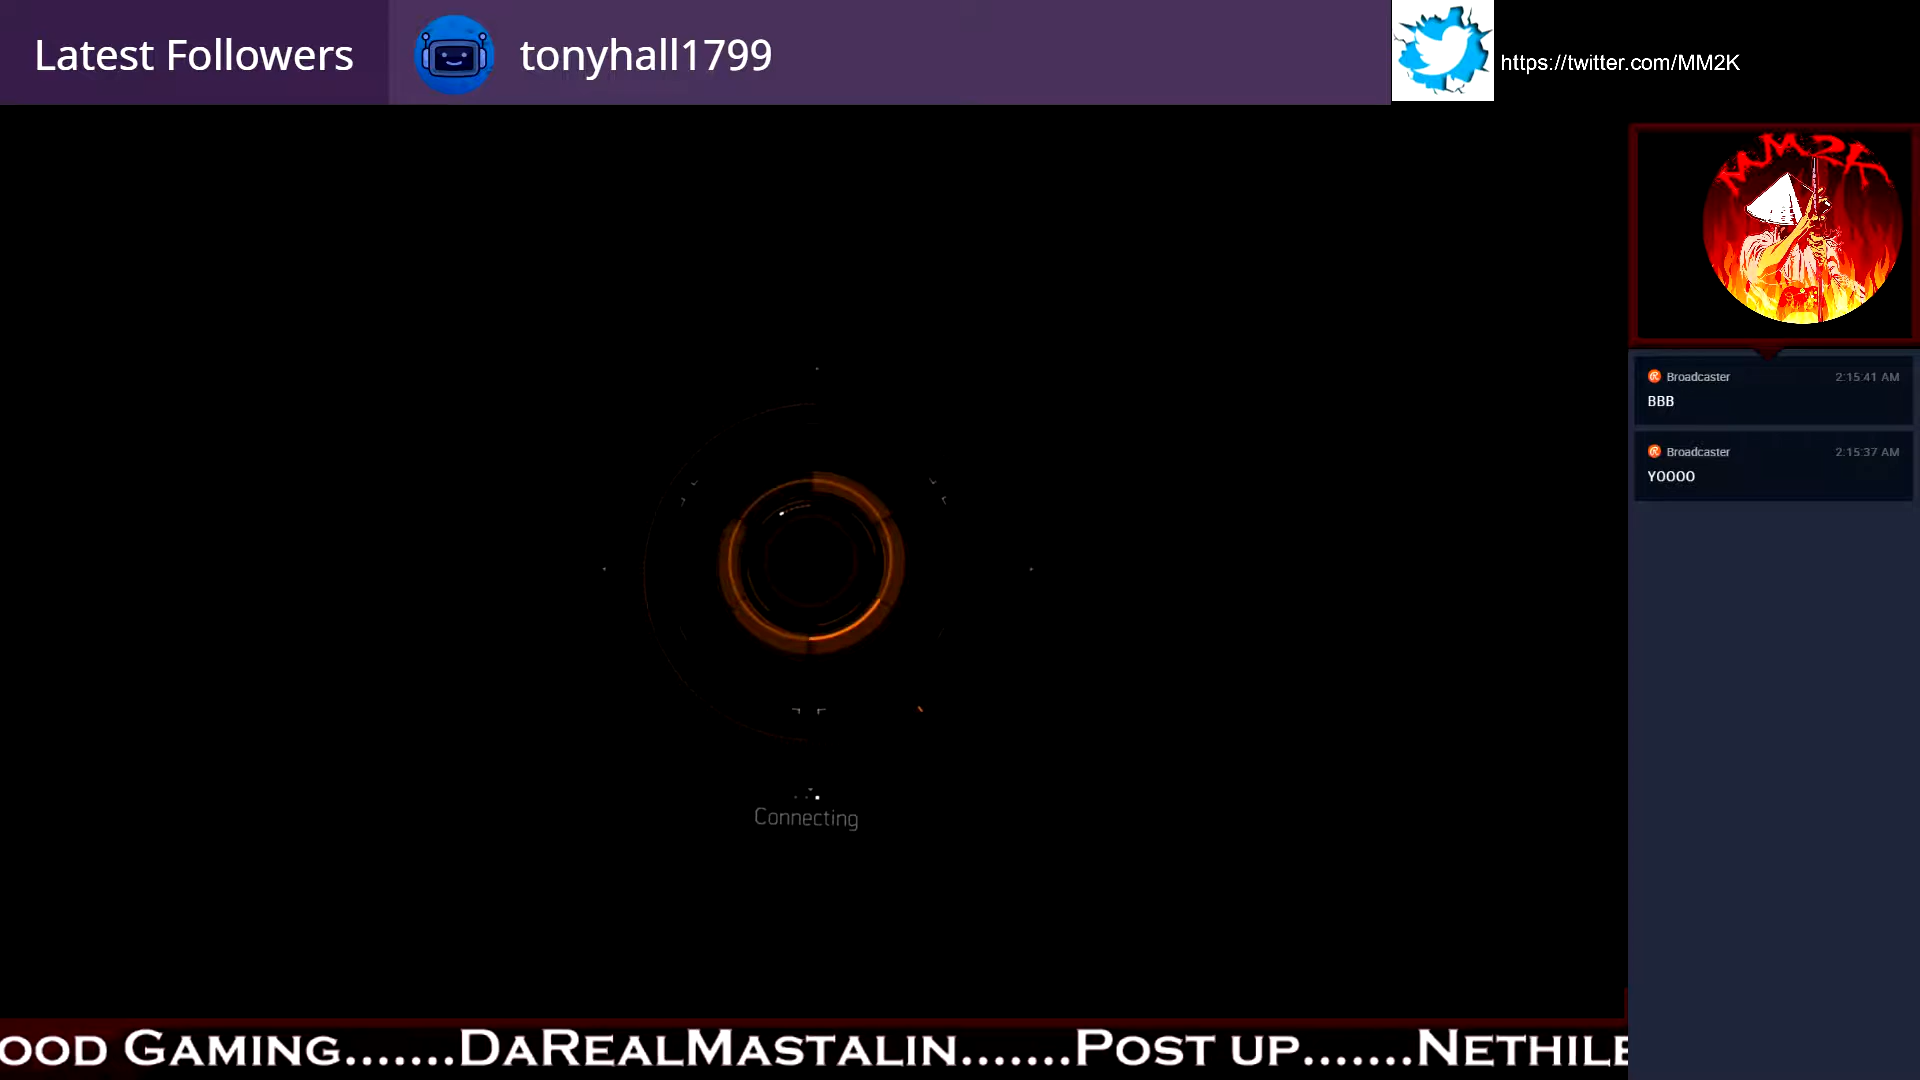 Latest Followers
tonyhall1799
https://twitter.com/MM2K
MM2K
Broadcaster 2:15:41 AM
BBB
Broadcaster 2:15:37 AM
YOOOO
Connecting
OOD GAMING.......DAREALMASTALIN.......POST UP.......NETHILE